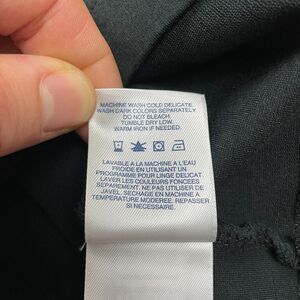 MACHINE WASH COLD DELICATE.
WASH DARK COLORS SEPARATELY.
DO NOT BLEACH.
TUMBLE DRY LOW.
WARM IRON IF NEEDED.
LAVABLE A LA MACHINE A L'EAU
FROIDE EN UTILISANT UN
PROGRAMME POUR LINGE DELICAT.
LAVER LES COULEURS FONCEES
SEPAREMENT. NE PAS UTILISER DE
JAVEL. SECHAGE EN MACHINE A
TEMPERATURE MODEREE. REPASSER
SI NECESSAIRE.